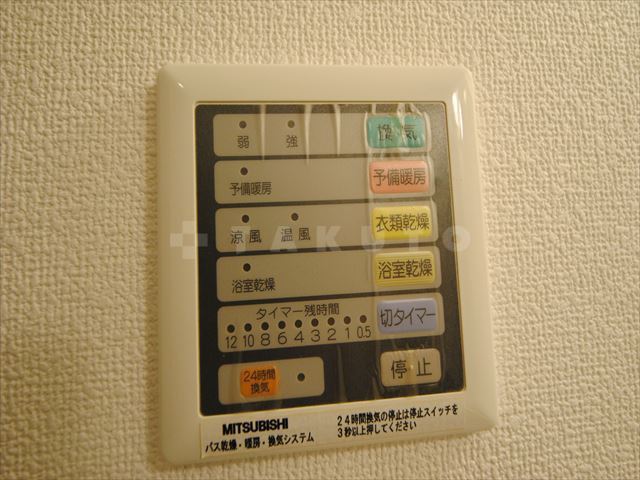 弱 強 換気
予備暖房 予備暖房
涼風 温風 衣類乾燥
浴室乾燥 浴室乾燥
タイマー残時間
12 10 8 6 4 3 2 1 0.5 切タイマー
24時間
換気
停止
MITSUBISHI
バス乾燥・暖房・換気システム
24時間換気の停止は停止スイッチを
3秒以上押してください
TAKUTO